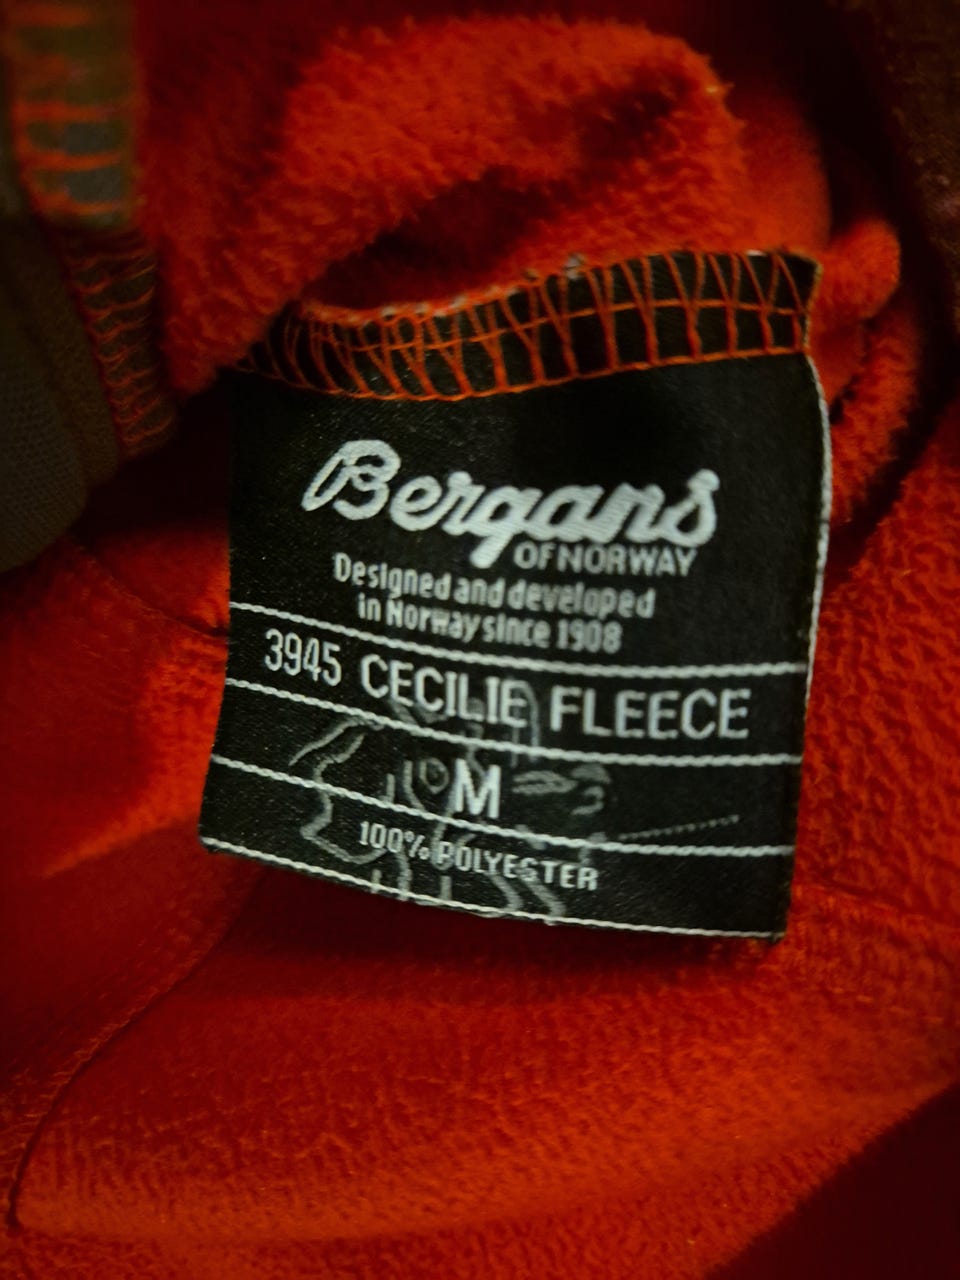 Bergans
OF NORWAY
Designed and developed
in Norway since 1908
3945 CECILIE FLEECE
M
100% POLYESTER